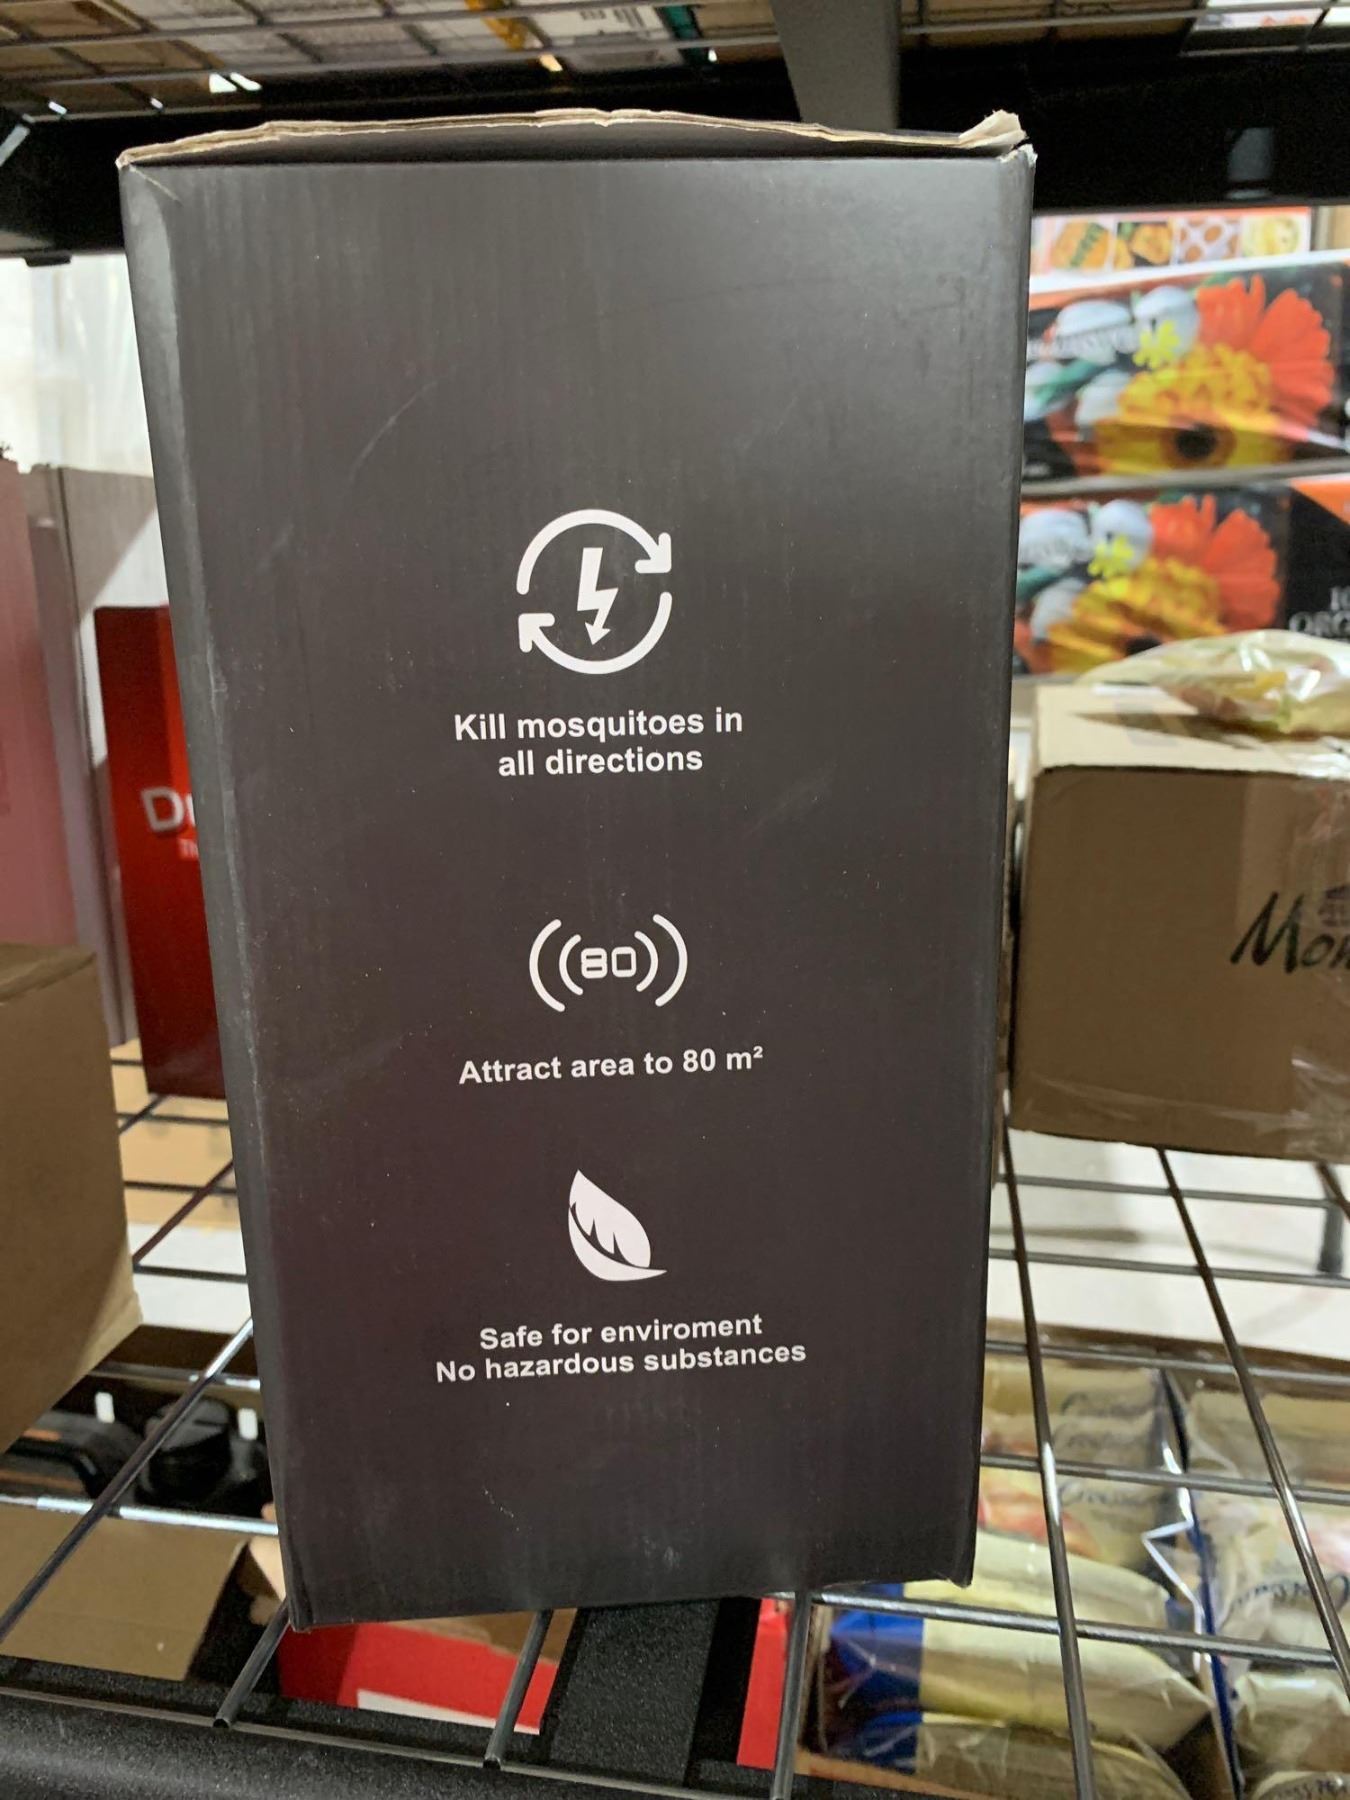 Kill mosquitoes in
all directions
80
Attract area to 80 m²
Safe for enviroment
No hazardous substances